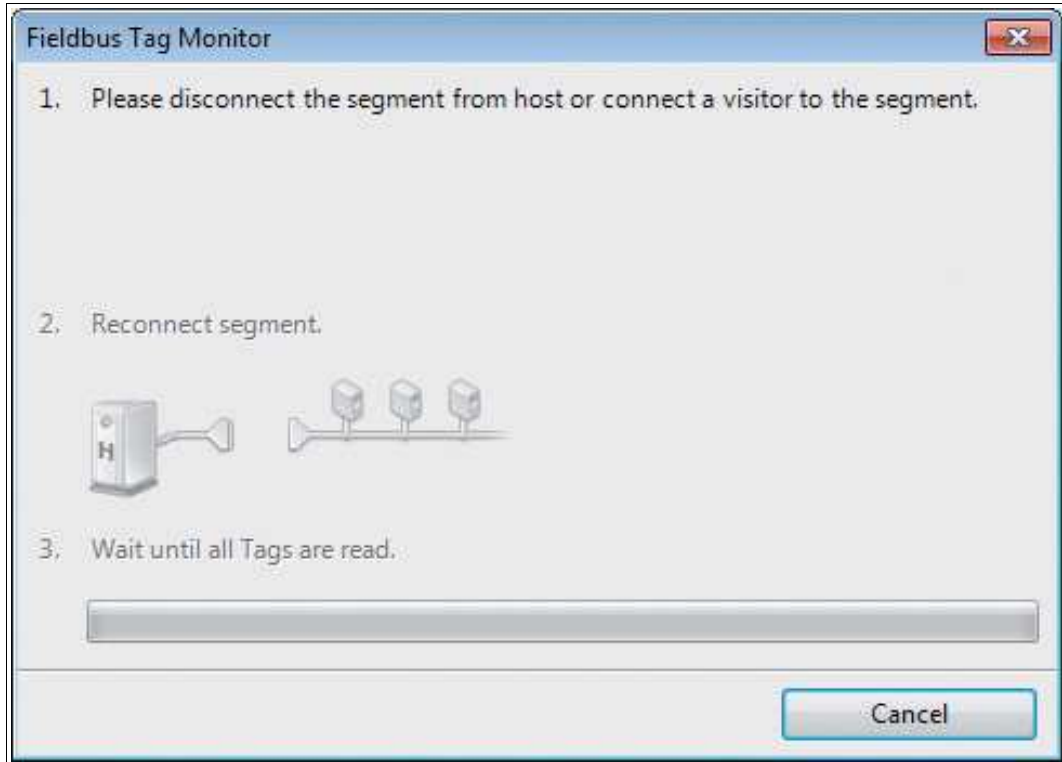 Fieldbus Tag Monitor
1. Please disconnect the segment from host or connect a visitor to the segment.
2. Reconnect segment.
H
3. Wait until all Tags are read.
Cancel